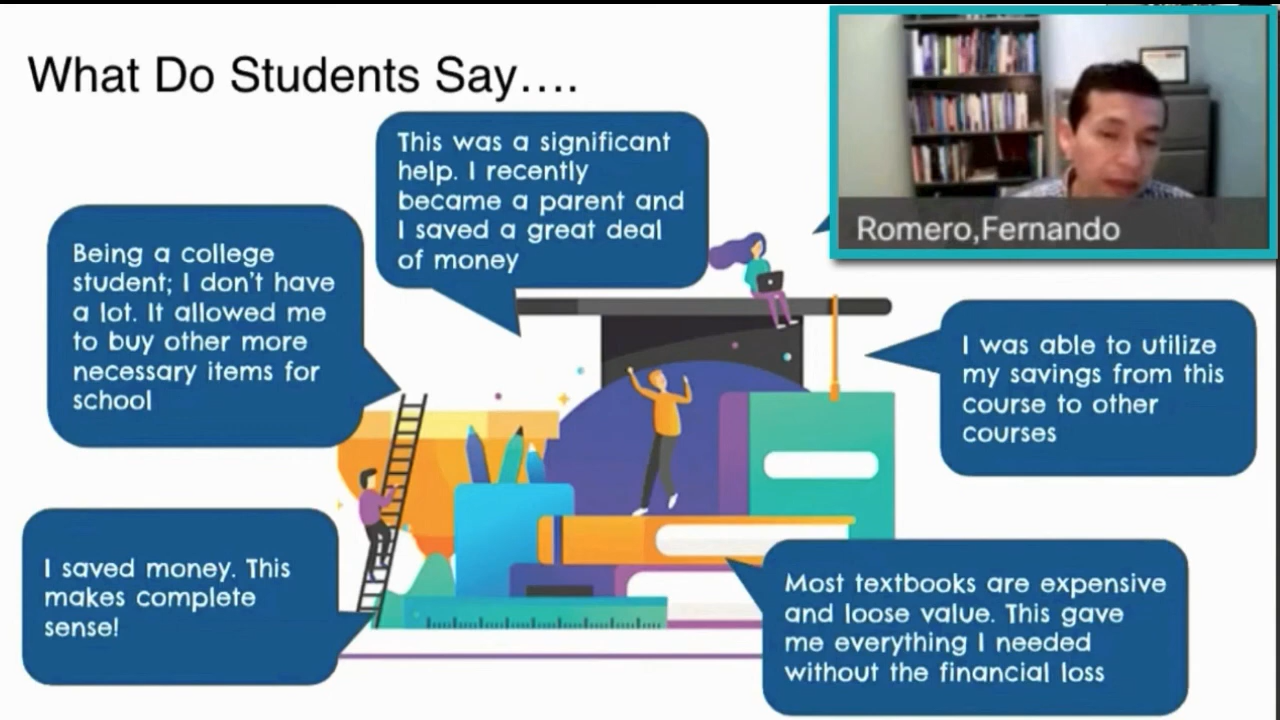 What Do Students Say....
This was a significant
help. I recently
became a parent and
I saved a great deal
of money
Romero,Fernando
Being a college
student; I don't have
a lot. It allowed me
to buy other more
necessary items for
school
I was able to utilize
my savings from this
course to other
courses
I saved money. This
makes complete
sense!
Most textbooks are expensive
and loose value. This gave
me everything I needed
without the financial loss